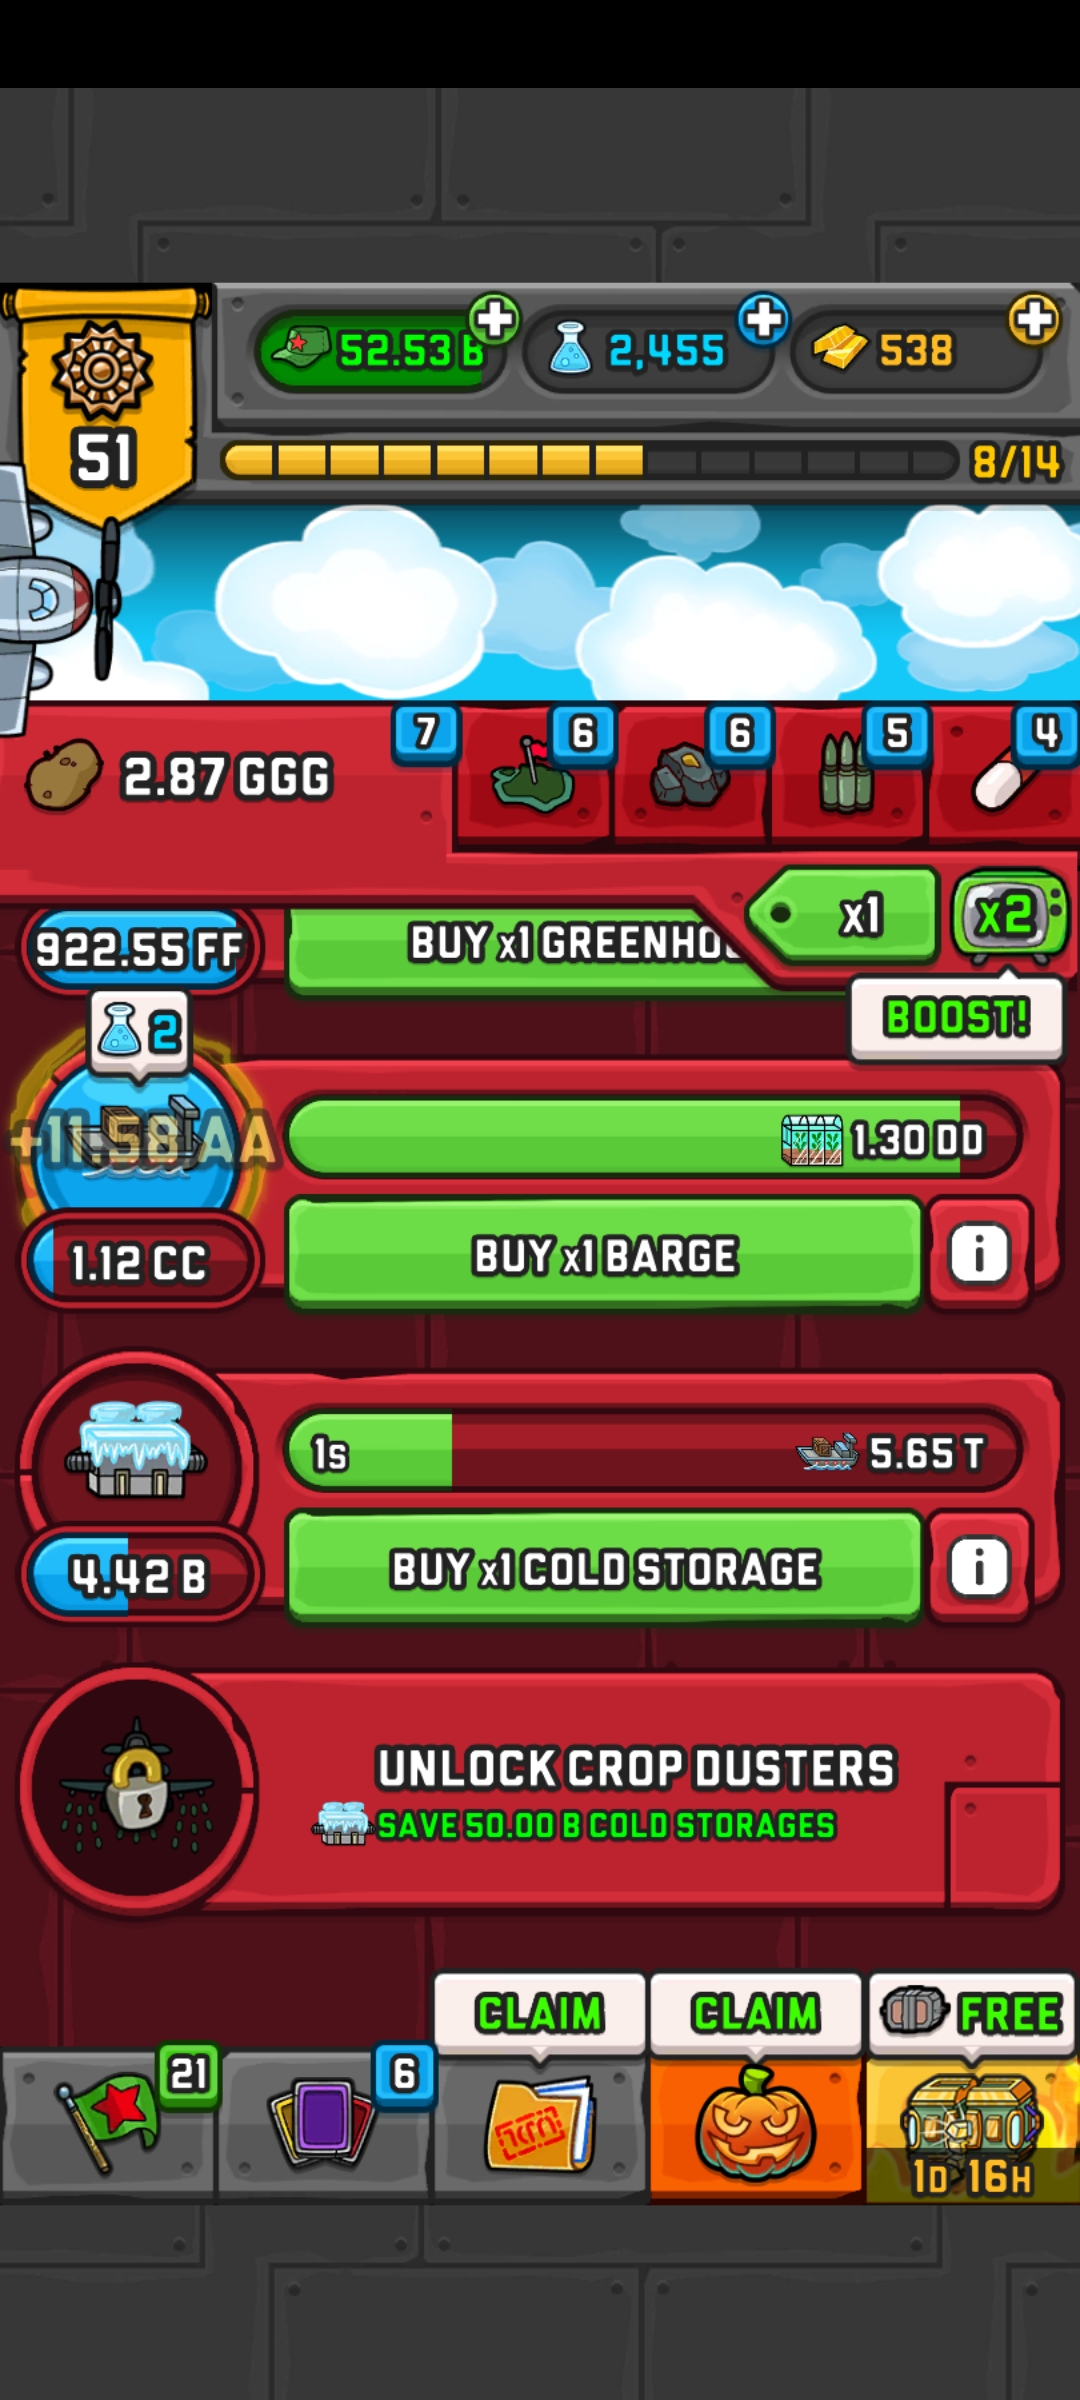 52.53 B
2,455
538
51
8/14
2.87 GGG
7
6
6
5
4
x1
x2
922.55 FF
BUY x1 GREENHOU
BOOST!
2
+11.58 AA
1.30 DD
1.12 CC
BUY x1 BARGE
i
1s
5.65 T
4.42 B
BUY x1 COLD STORAGE
i
UNLOCK CROP DUSTERS
SAVE 50.00 B COLD STORAGES
CLAIM
CLAIM
FREE
21
6
1D 16H